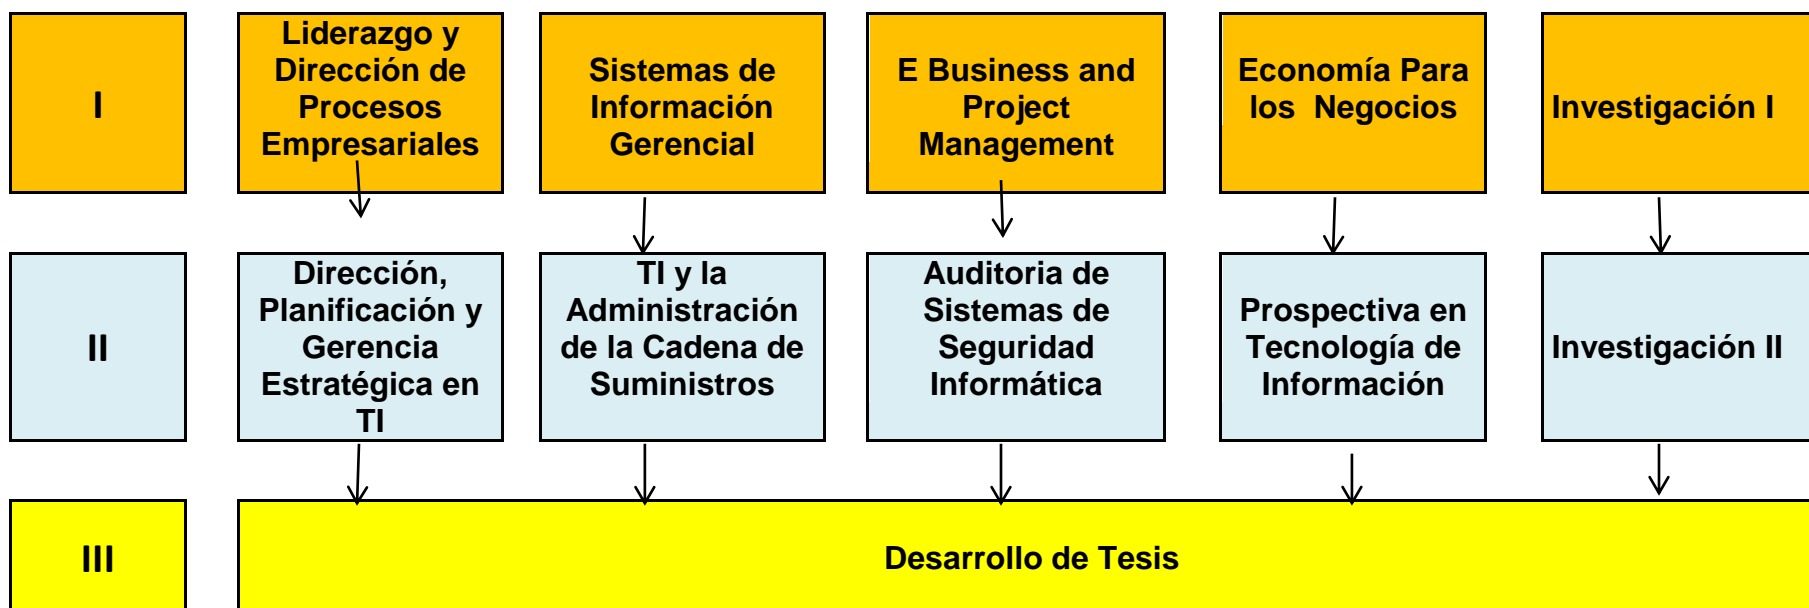 I
Liderazgo y
Dirección de
Procesos
Empresariales
Sistemas de
Información
Gerencial
E Business and
Project
Management
Economía Para
los Negocios
Investigación I
II
Dirección,
Planificación y
Gerencia
Estratégica en
TI
TI y la
Administración
de la Cadena de
Suministros
Auditoria de
Sistemas de
Seguridad
Informática
Prospectiva en
Tecnología de
Información
Investigación II
III
Desarrollo de Tesis